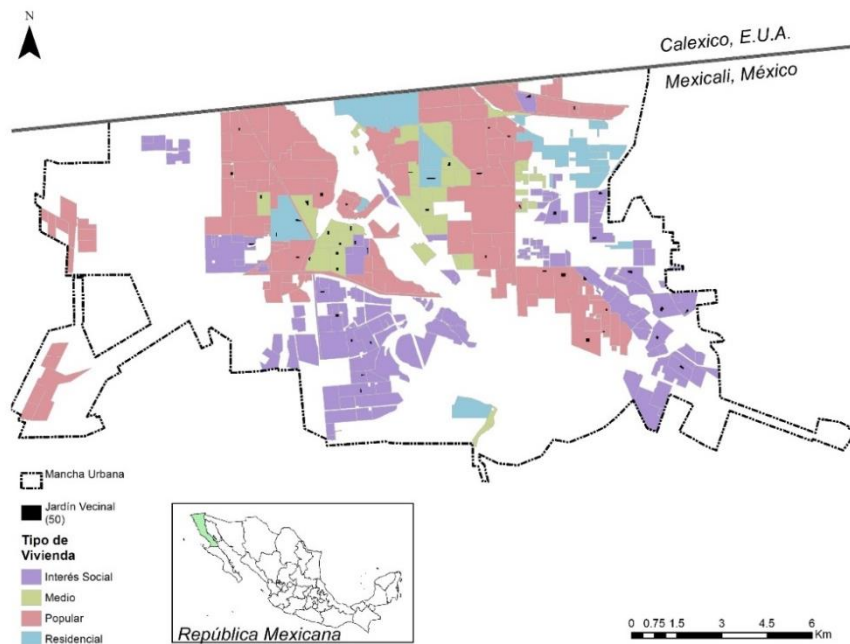 N
Calexico, E.U.A.
Mexicali, México
Mancha Urbana
Jardín Vecinal
(50)
Tipo de
Vivienda
Interés Social
Medio
Popular
Residencial
República Mexicana
0 0.75 1.5 3 4.5 6
Km